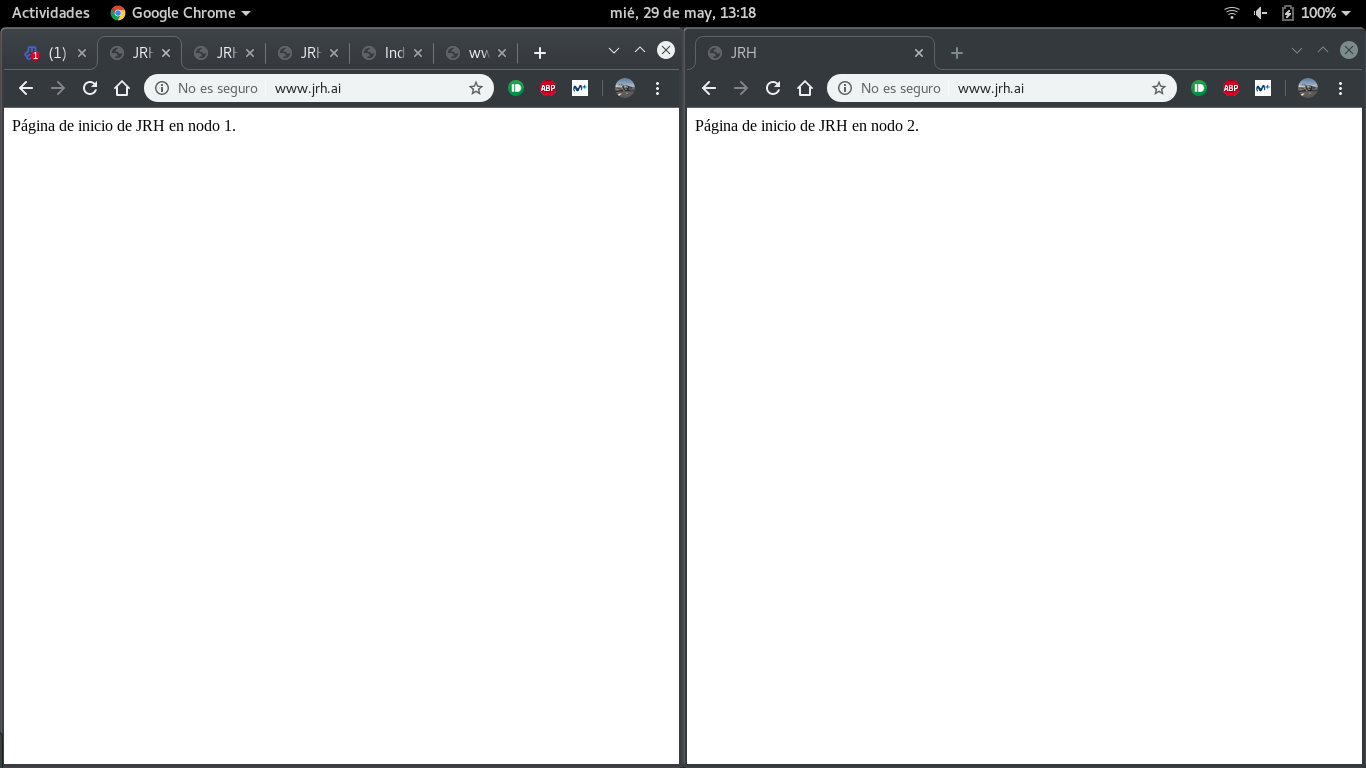 Actividades Google Chrome mié, 29 de may, 13:18 100%
(1) JRH JRH JRH Ind ww
JRH
No es seguro www.jrh.ai ABP M+
No es seguro www.jrh.ai ABP M+
Página de inicio de JRH en nodo 1.
Página de inicio de JRH en nodo 2.